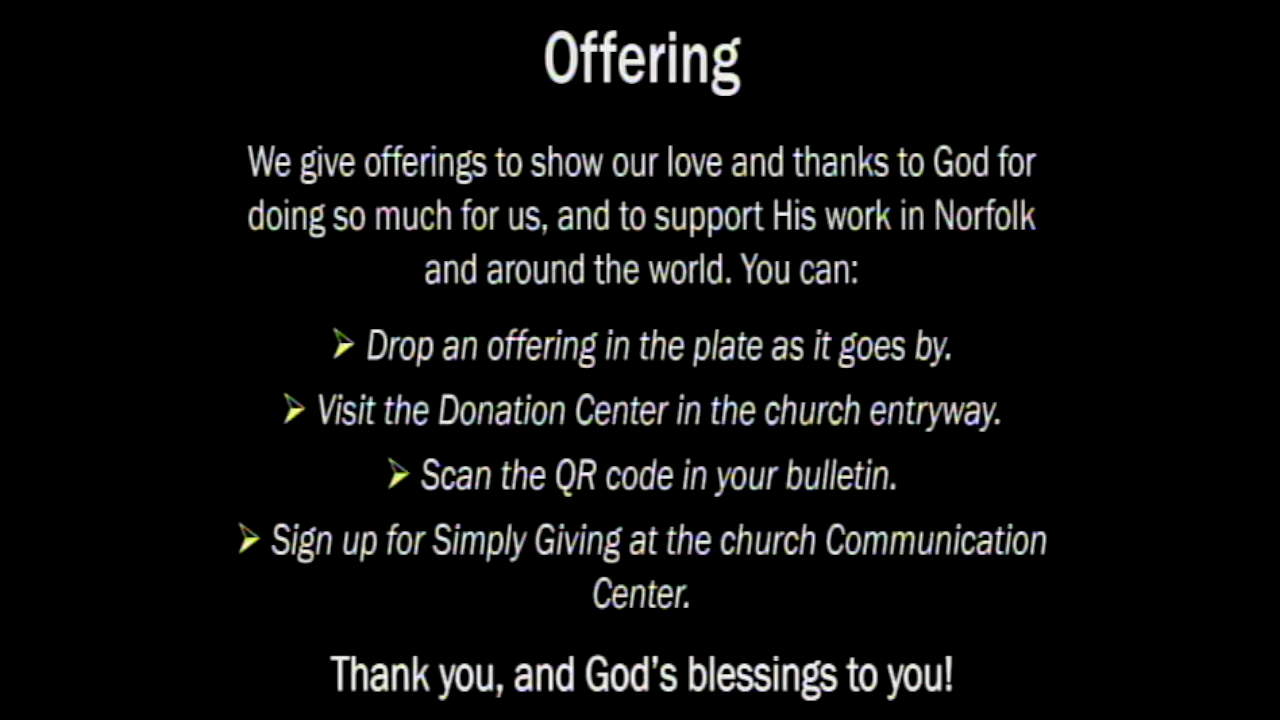 Offering
We give offerings to show our love and thanks to God for
doing so much for us, and to support His work in Norfolk
and around the world. You can:
➢ Drop an offering in the plate as it goes by.
➢ Visit the Donation Center in the church entryway.
➢ Scan the QR code in your bulletin.
➢ Sign up for Simply Giving at the church Communication
Center.
Thank you, and God's blessings to you!